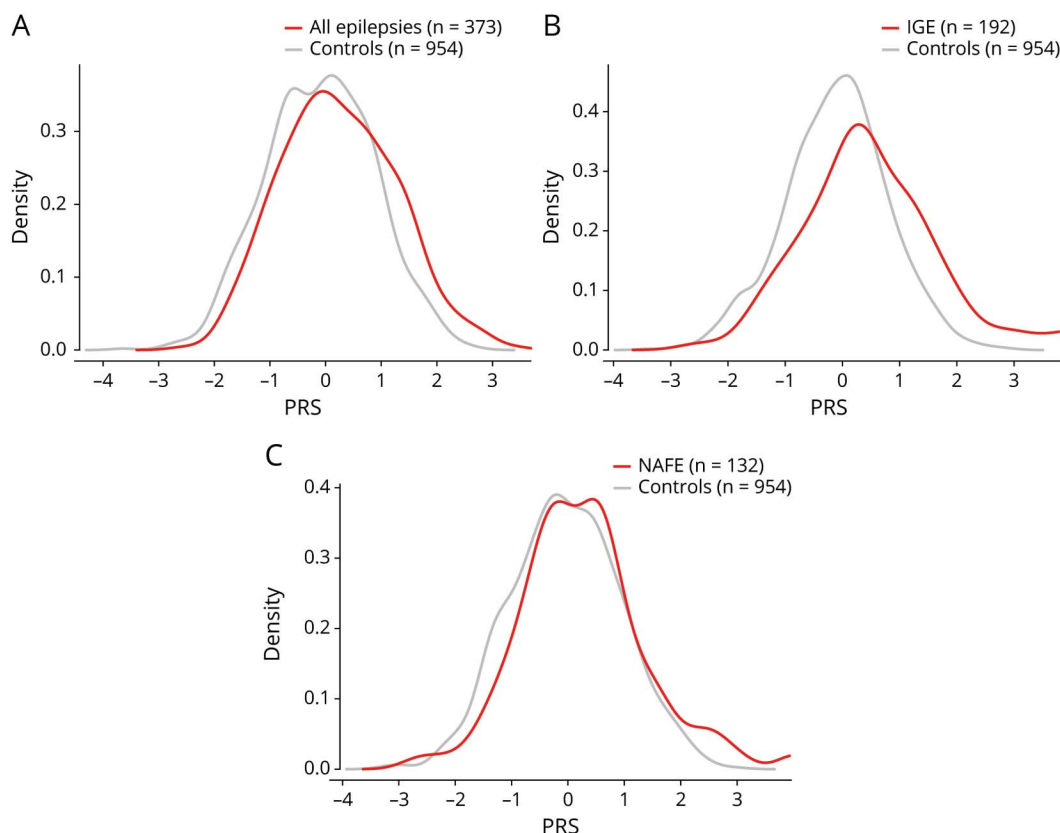 A
All epilepsies (n = 373)
Controls (n = 954)
Density
0.3
0.2
0.1
0.0
–4 –3 –2 –1 0 1 2 3
PRS
B
IGE (n = 192)
Controls (n = 954)
Density
0.4
0.3
0.2
0.1
0.0
–4 –3 –2 –1 0 1 2 3
PRS
C
NAFE (n = 132)
Controls (n = 954)
Density
0.4
0.3
0.2
0.1
0.0
–4 –3 –2 –1 0 1 2 3
PRS